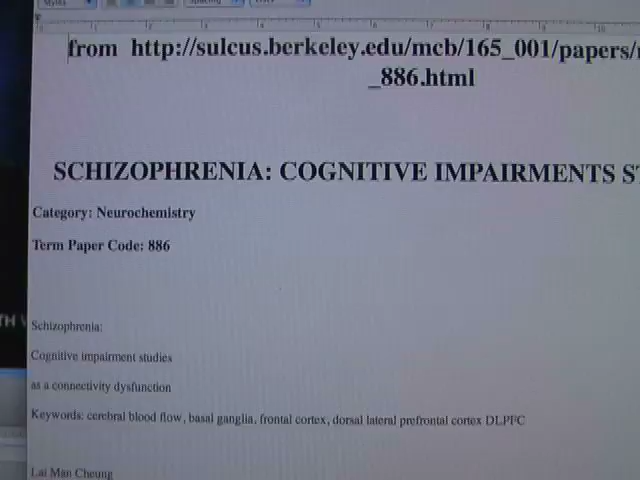 from http://sulcus.berkeley.edu/mcb/165_001/papers/
_886.html
SCHIZOPHRENIA: COGNITIVE IMPAIRMENTS
Category: Neurochemistry
Term Paper Code: 886
Schizophrenia:
Cognitive impairment studies
as a connectivity dysfunction
Keywords: cerebral blood flow, basal ganglia, frontal cortex, dorsal lateral prefrontal cortex DLPFC
Lai Man Cheung